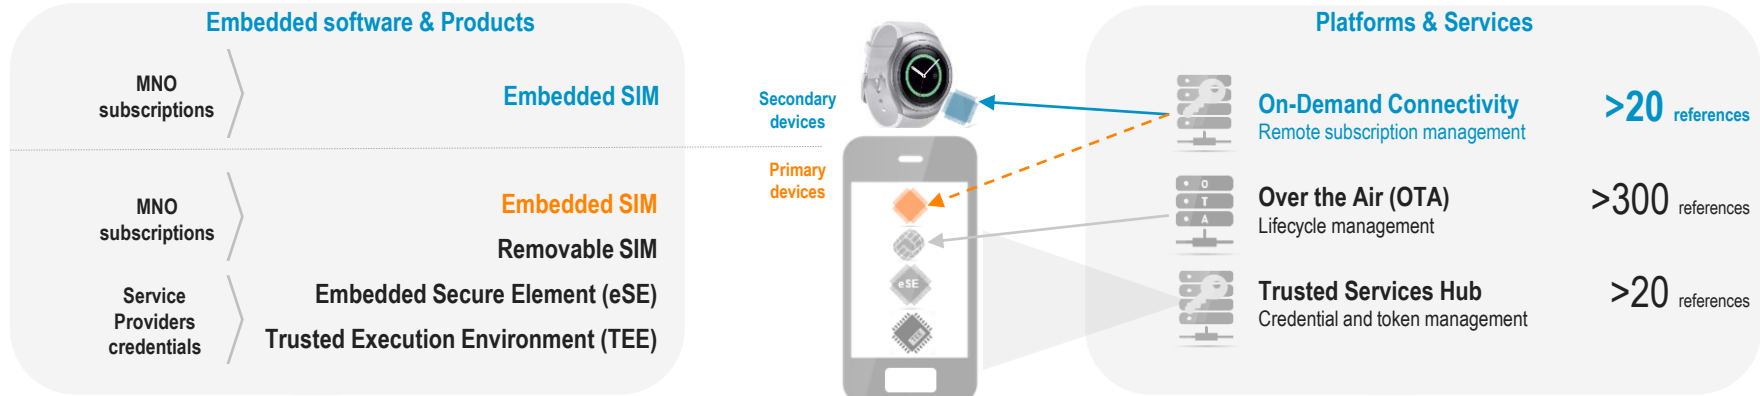 Embedded software & Products
MNO
subscriptions
Embedded SIM
MNO
subscriptions
Embedded SIM
Removable SIM
Service
Providers
credentials
Embedded Secure Element (eSE)
Trusted Execution Environment (TEE)
Secondary
devices
Primary
devices
eSE
Platforms & Services
On-Demand Connectivity
Remote subscription management
>20 references
O
T
A
Over the Air (OTA)
Lifecycle management
>300 references
Trusted Services Hub
Credential and token management
>20 references